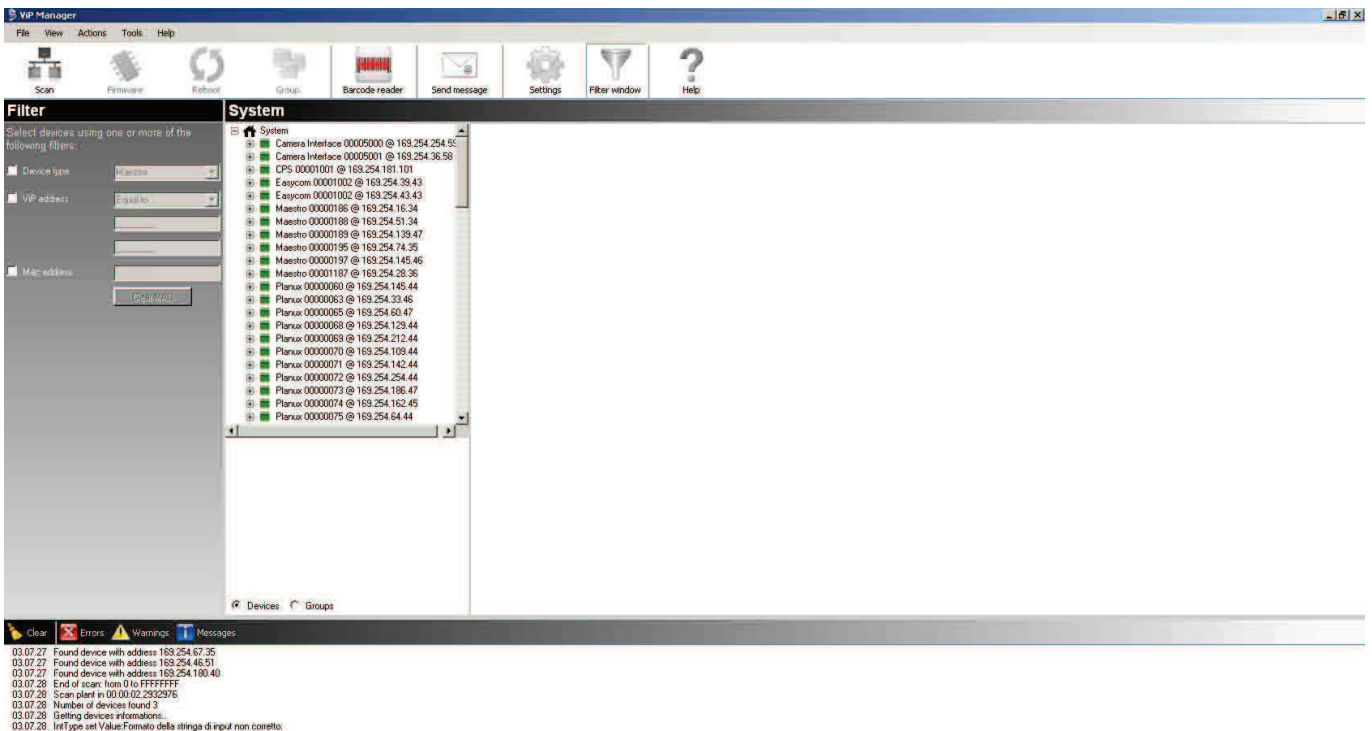 ViP Manager
File View Actions Tools Help
Scan Firmware Reboot Group Barcode reader Send message Settings Filter window Help
Filter
System
Select devices using one or more of the
following filters:
Device type Maestro
ViP address Equal to
Mac address
Clear MAC
System
Camera Interface 00005000 @ 169.254.254.59
Camera Interface 00005001 @ 169.254.36.58
CPS 00001001 @ 169.254.181.101
Easycom 00001002 @ 169.254.39.43
Easycom 00001002 @ 169.254.43.43
Maestro 00000186 @ 169.254.16.34
Maestro 00000188 @ 169.254.51.34
Maestro 00000189 @ 169.254.139.47
Maestro 00000195 @ 169.254.74.35
Maestro 00000197 @ 169.254.145.46
Maestro 00001187 @ 169.254.28.36
Planux 00000060 @ 169.254.145.44
Planux 00000063 @ 169.254.33.46
Planux 00000065 @ 169.254.60.47
Planux 00000068 @ 169.254.129.44
Planux 00000069 @ 169.254.212.44
Planux 00000070 @ 169.254.109.44
Planux 00000071 @ 169.254.142.44
Planux 00000072 @ 169.254.254.44
Planux 00000073 @ 169.254.186.47
Planux 00000074 @ 169.254.162.45
Planux 00000075 @ 169.254.64.44
Devices Groups
Clear Errors Warnings Messages
03.07.27 Found device with address 169.254.67.35
03.07.27 Found device with address 169.254.46.51
03.07.27 Found device with address 169.254.180.40
03.07.28 End of scan: from 0 to FFFFFFFF
03.07.28 Scan plant in 00:00:02.2932976
03.07.28 Number of devices found 3
03.07.28 Getting devices informations...
03.07.28 IntType set Value:Formato della stringa di input non corretto.